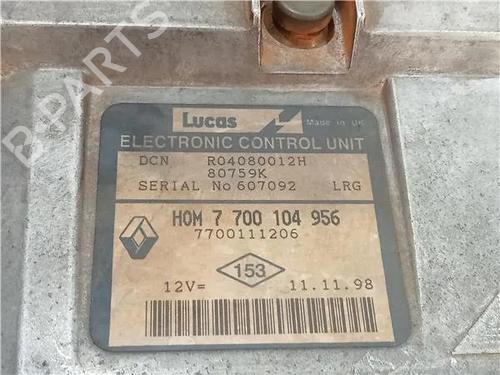 B-PARTS
Lucas Made in UK
ELECTRONIC CONTROL UNIT
DCN R04080012H
80759K
SERIAL No 607092 LRG
HOM 7 700 104 956
7700111206
153
12V= 11.11.98